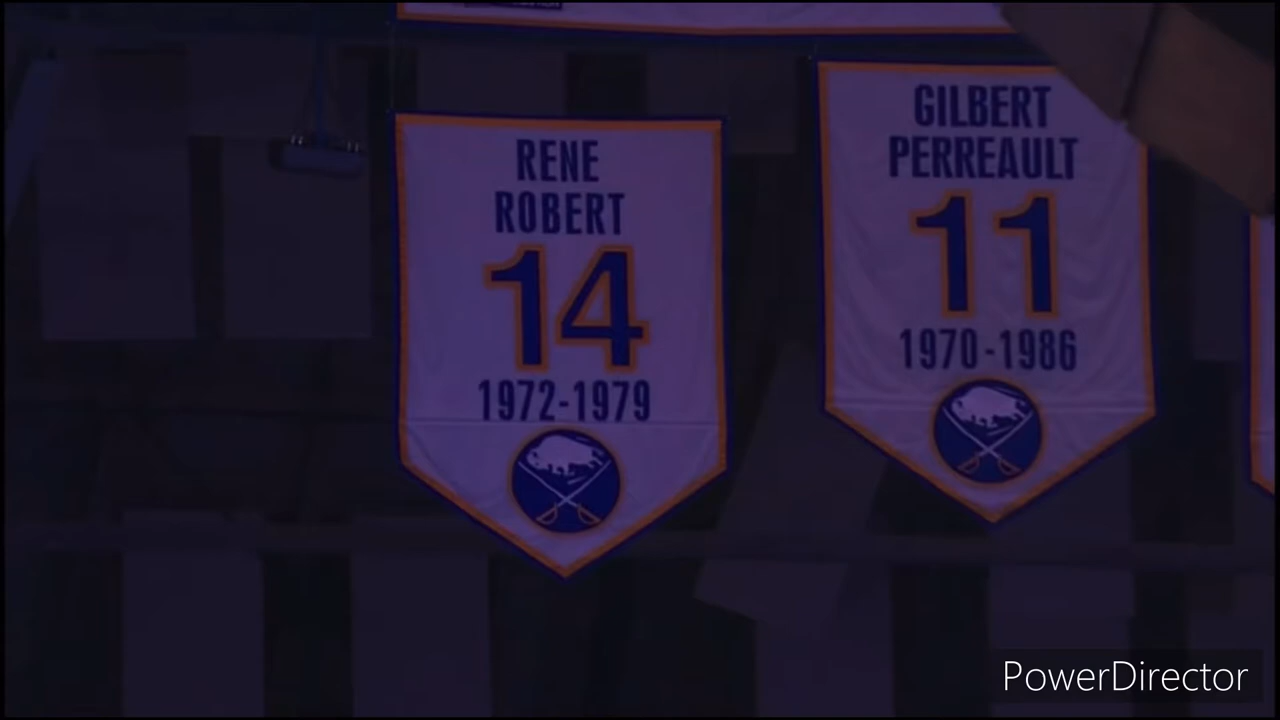 RENE
ROBERT
14
1972-1979
GILBERT
PERREAULT
11
1970-1986
PowerDirector